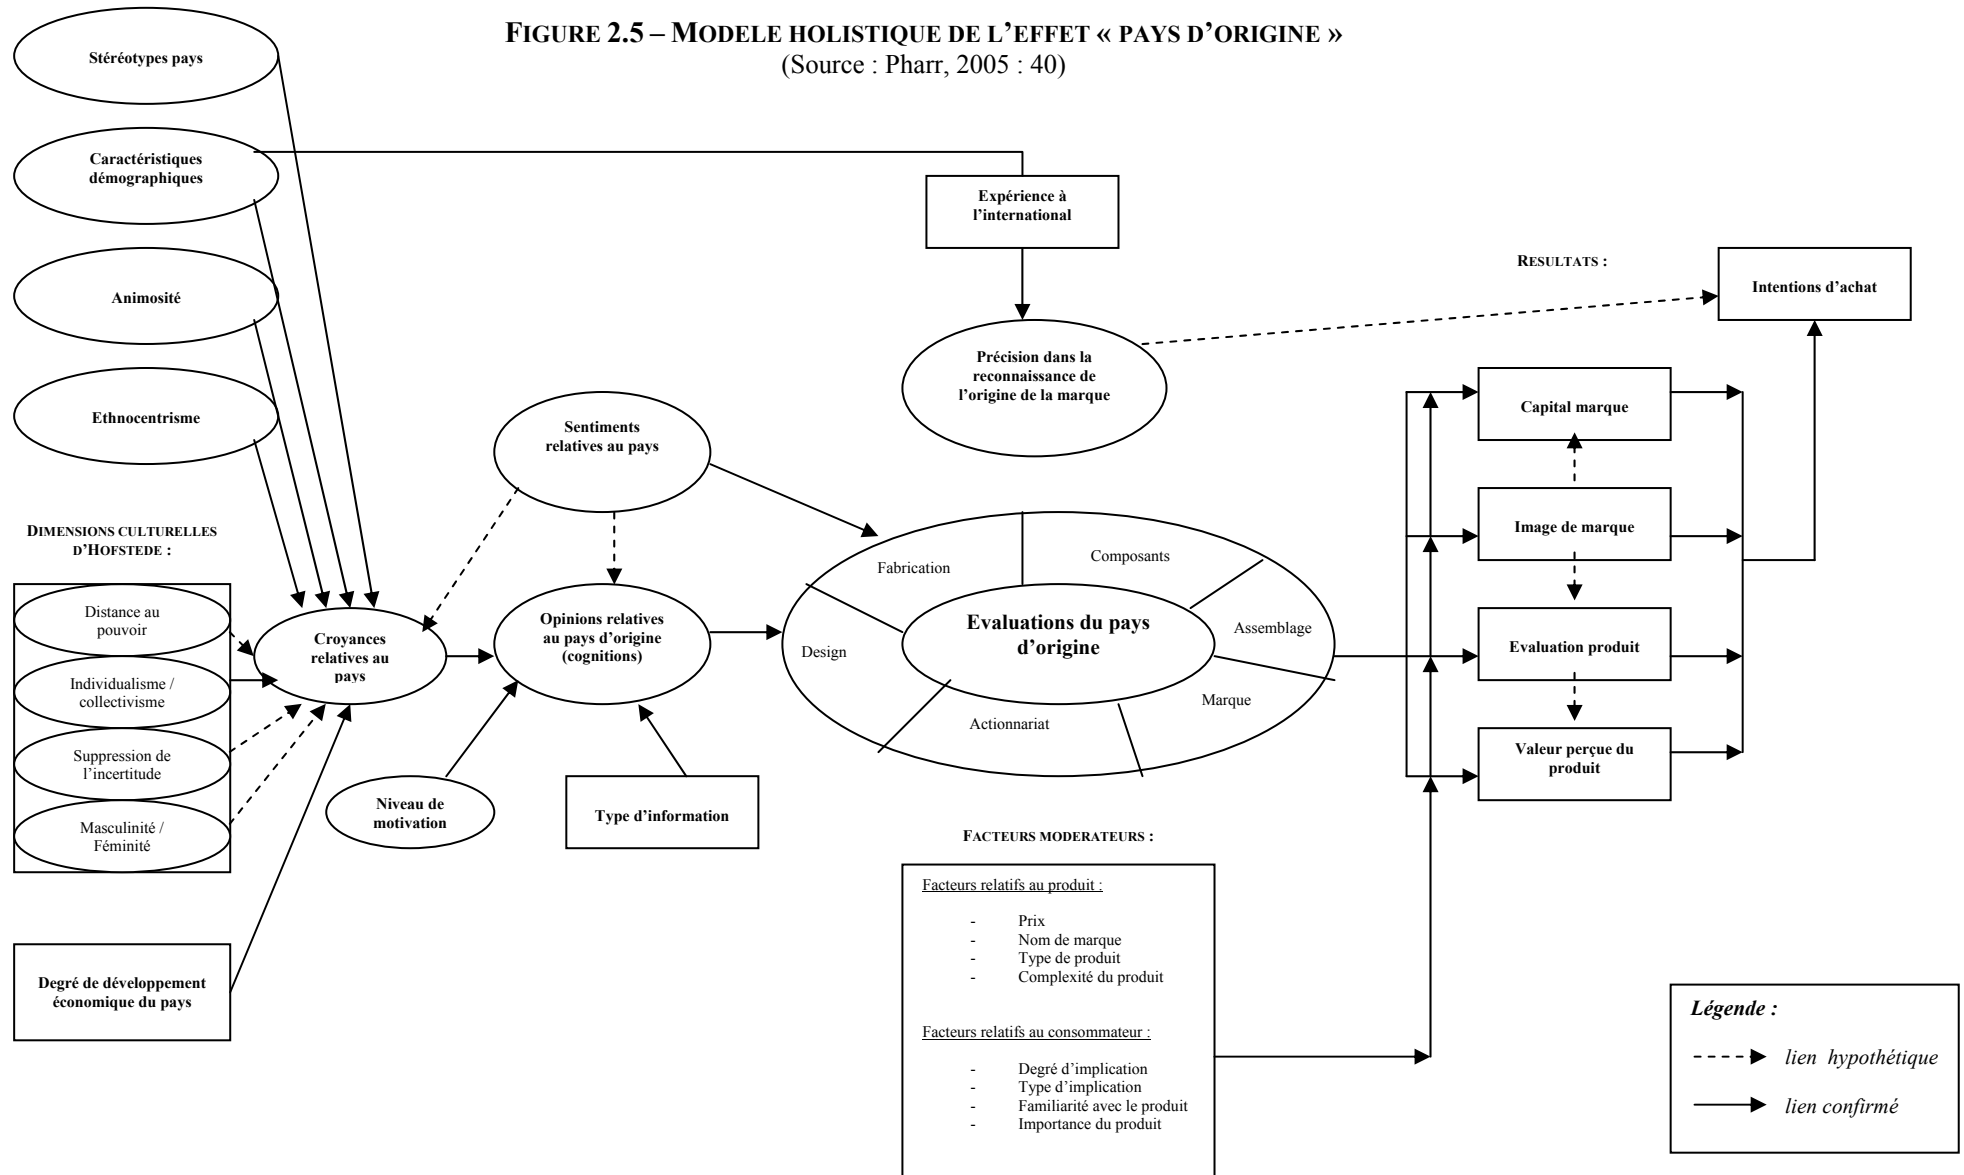 FIGURE 2.5 – MODELE HOLISTIQUE DE L'EFFET « PAYS D'ORIGINE »
(Source : Pharr, 2005 : 40)
Stéréotypes pays
Caractéristiques
démographiques
Expérience à
l'international
Animosité
RESULTATS :
Intentions d'achat
Ethnocentrisme
Précision dans la
reconnaissance de
l'origine de la marque
Capital marque
Sentiments
relatives au pays
DIMENSIONS CULTURELLES
D'HOFSTEDE :
Image de marque
Distance au
pouvoir
Individualisme /
collectivisme
Suppression de
l'incertitude
Masculinité /
Féminité
Croyances
relatives au
pays
Opinions relatives
au pays d'origine
(cognitions)
Fabrication
Composants
Design
Evaluations du pays
d'origine
Assemblage
Actionnariat
Marque
Evaluation produit
Valeur perçue du
produit
Niveau de
motivation
Type d'information
FACTEURS MODERATEURS :
Facteurs relatifs au produit :
- Prix
- Nom de marque
- Type de produit
- Complexité du produit
Facteurs relatifs au consommateur :
- Degré d'implication
- Type d'implication
- Familiarité avec le produit
- Importance du produit
Degré de développement
économique du pays
Légende :
lien hypothétique
lien confirmé